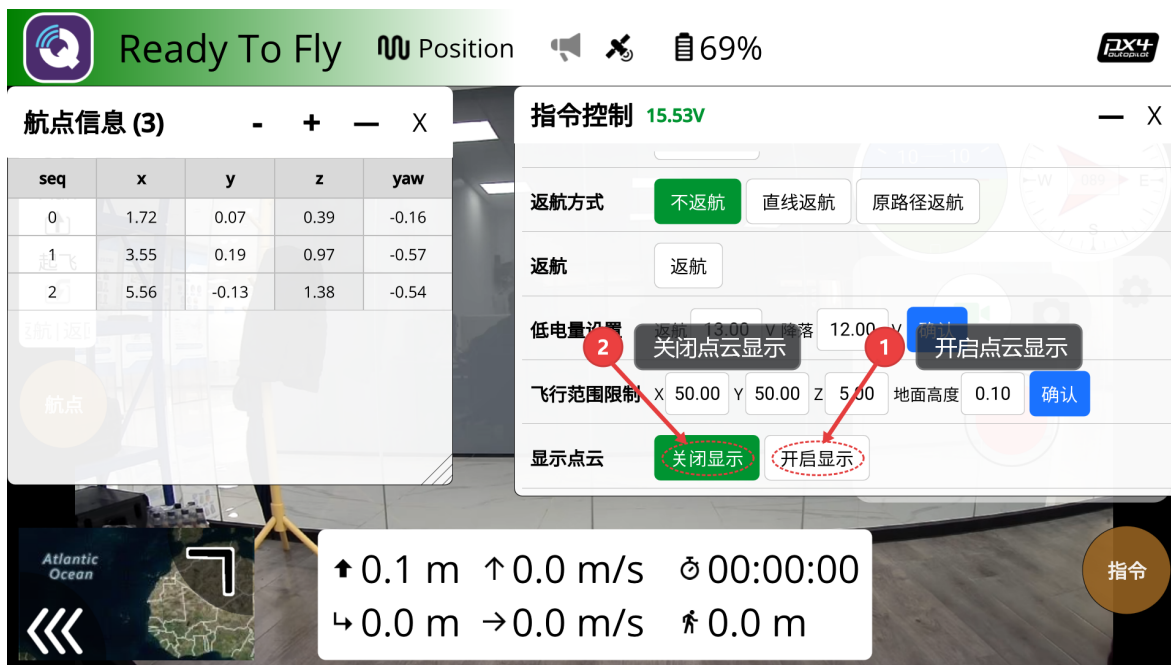 Ready To Fly Position 69% PX4 autopilot
航点信息 (3) - + — X
seq x y z yaw
0 1.72 0.07 0.39 -0.16
1 3.55 0.19 0.97 -0.57
2 5.56 -0.13 1.38 -0.54
起飞
航点
指令控制 15.53V — X
返航方式 不返航 直线返航 原路径返航
返航 返航
低电量设置 返航 13.00 V 降落 12.00 V 确认
2 关闭点云显示 1 开启点云显示
飞行范围限制 X 50.00 Y 50.00 Z 5.00 地面高度 0.10 确认
显示点云 关闭显示 开启显示
W E
S
Atlantic
Ocean
0.1 m 0.0 m/s 00:00:00
0.0 m 0.0 m/s 0.0 m
指令